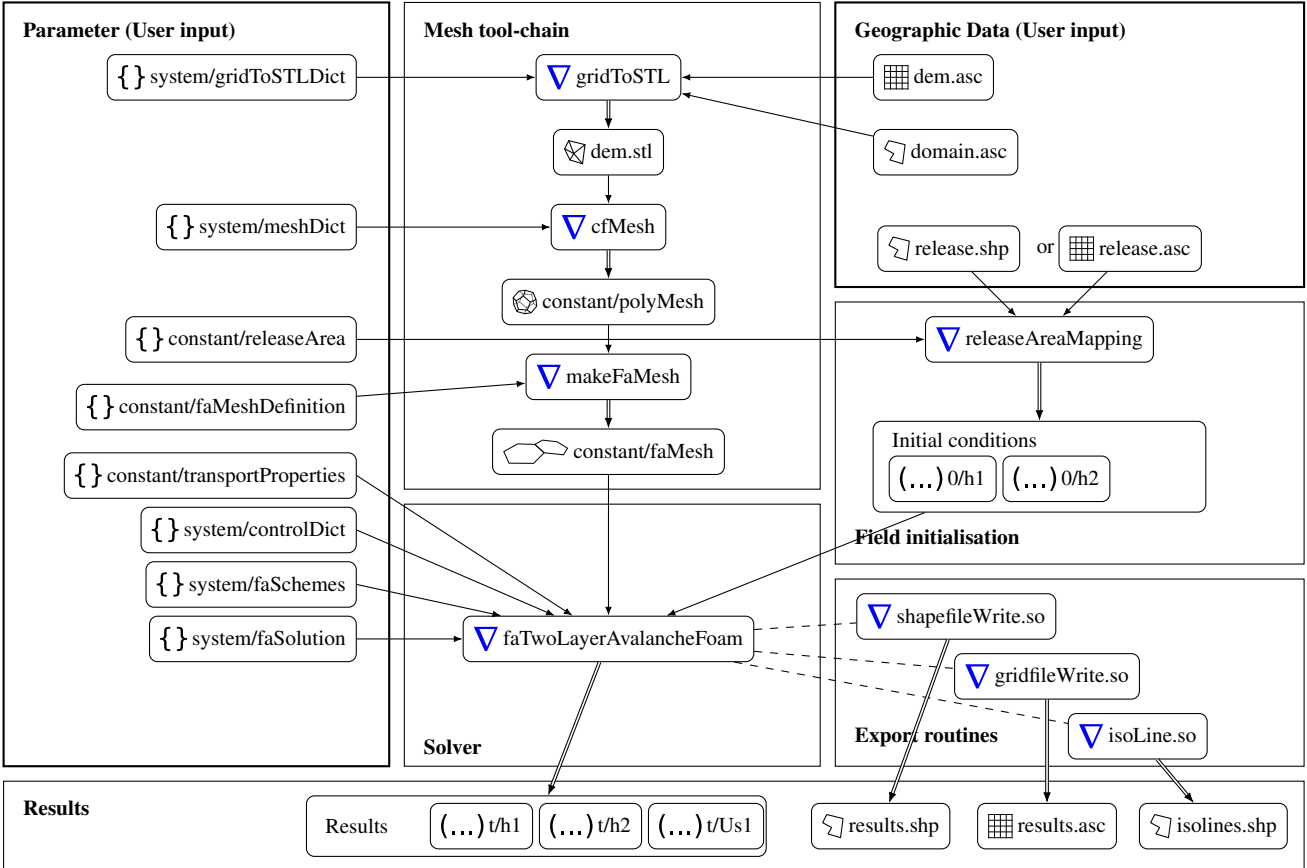 Parameter (User input)
{} system/gridToSTLDict
{} system/meshDict
{} constant/releaseArea
{} constant/faMeshDefinition
{} constant/transportProperties
{} system/controlDict
{} system/faSchemes
{} system/faSolution
Mesh tool-chain
gridToSTL
dem.stl
cfMesh
constant/polyMesh
makeFaMesh
constant/faMesh
Geographic Data (User input)
dem.asc
domain.asc
release.shp or release.asc
releaseAreaMapping
Initial conditions
(...) 0/h1 (...) 0/h2
Field initialisation
faTwoLayerAvalancheFoam
Solver
shapefileWrite.so
gridfileWrite.so
isoLine.so
Export routines
Results
Results (...) t/h1 (...) t/h2 (...) t/Us1
results.shp results.asc isolines.shp